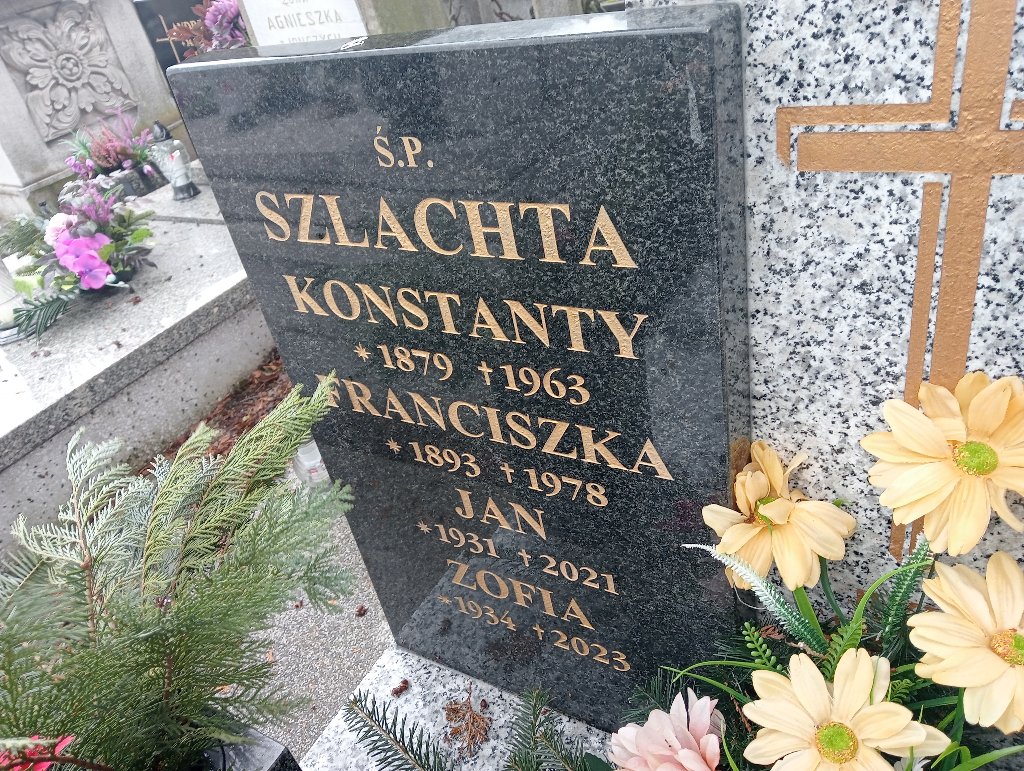 AGNIESZKA
Ś.P.
SZLACHTA
KONSTANTY
* 1879 † 1963
FRANCISZKA
* 1893 † 1978
JAN
* 1931 † 2021
ZOFIA
* 1934 † 2023